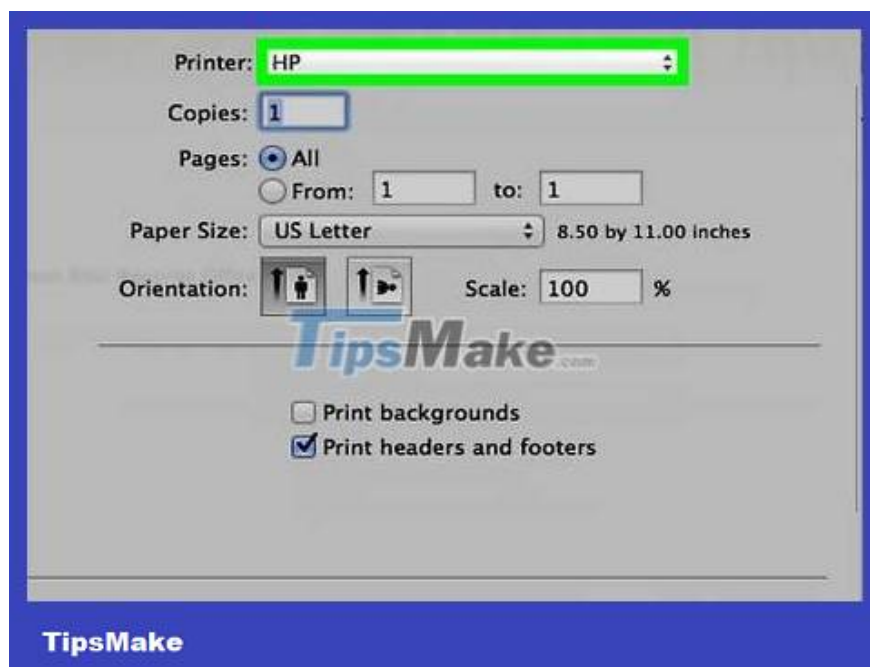 Printer: HP
Copies: 1
Pages: All
From: 1 to: 1
Paper Size: US Letter 8.50 by 11.00 inches
Orientation: Scale: 100 %
TipsMake.com
Print backgrounds
Print headers and footers
TipsMake